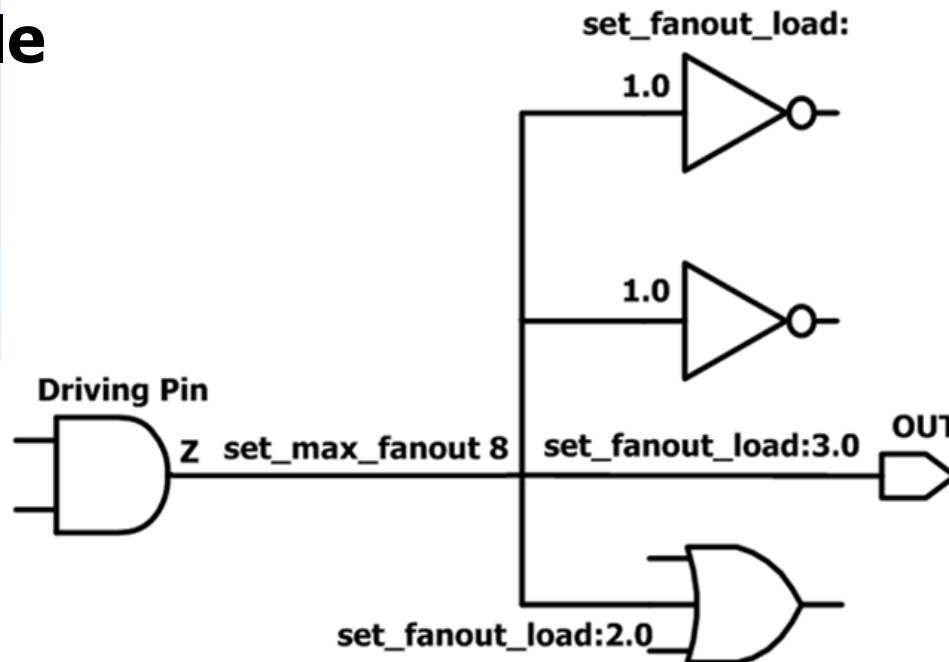 le
set_fanout_load:
1.0
1.0
Driving Pin
Z set_max_fanout 8
set_fanout_load:3.0
OUT
set_fanout_load:2.0